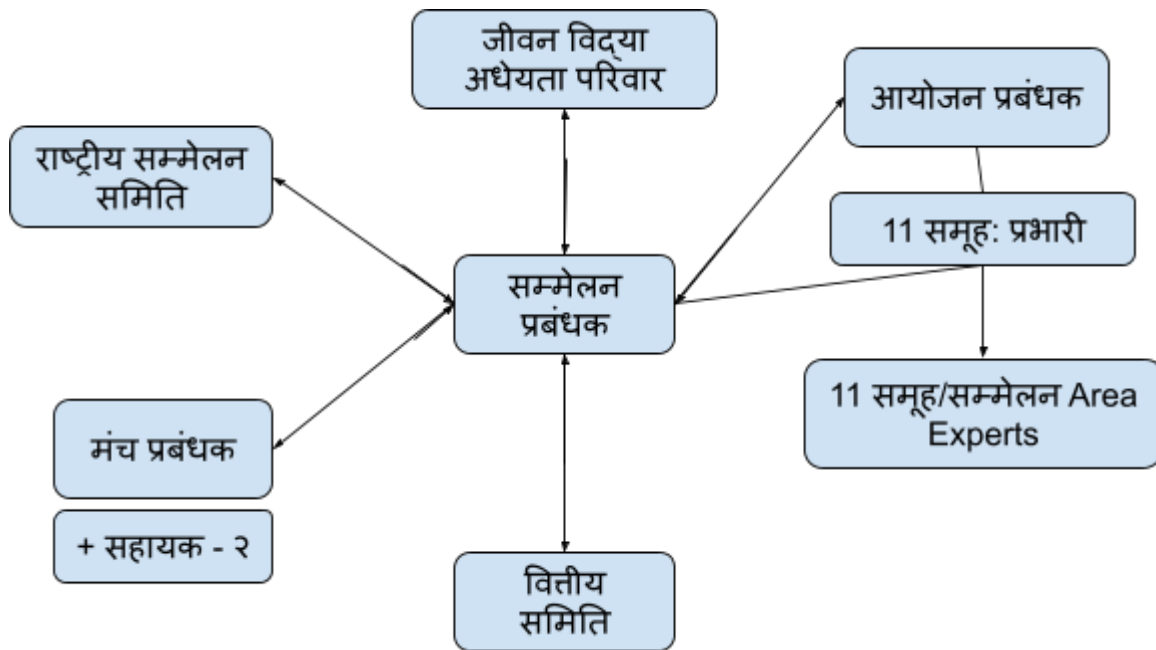 जीवन विद्‌या
अधेयता परिवार
आयोजन प्रबंधक
राष्ट्रीय सम्मेलन
समिति
11 समूह: प्रभारी
सम्मेलन
प्रबंधक
11 समूह/सम्मेलन Area
Experts
मंच प्रबंधक
+ सहायक - २
वित्तीय
समिति